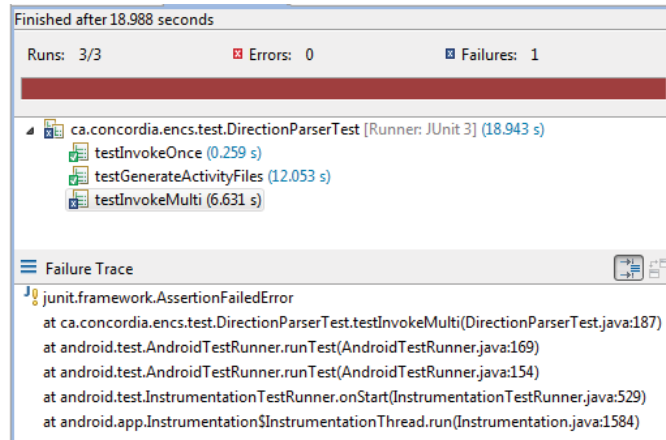 Finished after 18.988 seconds
Runs: 3/3 Errors: 0 Failures: 1
ca.concordia.encs.test.DirectionParserTest [Runner: JUnit 3] (18.943 s)
testInvokeOnce (0.259 s)
testGenerateActivityFiles (12.053 s)
testInvokeMulti (6.631 s)
Failure Trace
junit.framework.AssertionFailedError
at ca.concordia.encs.test.DirectionParserTest.testInvokeMulti(DirectionParserTest.java:187)
at android.test.AndroidTestRunner.runTest(AndroidTestRunner.java:169)
at android.test.AndroidTestRunner.runTest(AndroidTestRunner.java:154)
at android.test.InstrumentationTestRunner.onStart(InstrumentationTestRunner.java:529)
at android.app.Instrumentation$InstrumentationThread.run(Instrumentation.java:1584)